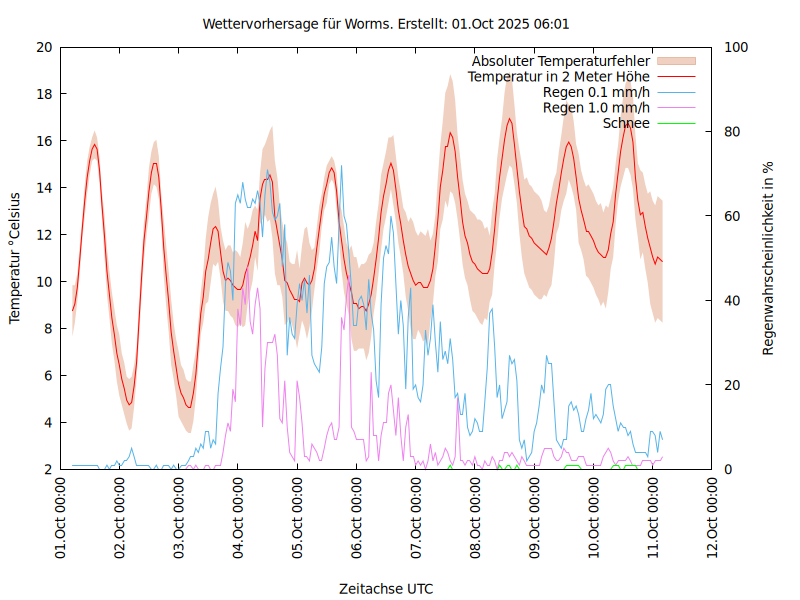 Wettervorhersage für Worms. Erstellt: 01.Oct 2025 06:01
Absoluter Temperaturfehler
Temperatur in 2 Meter Höhe
Regen 0.1 mm/h
Regen 1.0 mm/h
Schnee
20
18
16
14
12
10
8
6
4
2
100
80
60
40
20
0
Temperatur °Celsius
Regenwahrscheinlichkeit in %
01.Oct 00:00
02.Oct 00:00
03.Oct 00:00
04.Oct 00:00
05.Oct 00:00
06.Oct 00:00
07.Oct 00:00
08.Oct 00:00
09.Oct 00:00
10.Oct 00:00
11.Oct 00:00
12.Oct 00:00
Zeitachse UTC